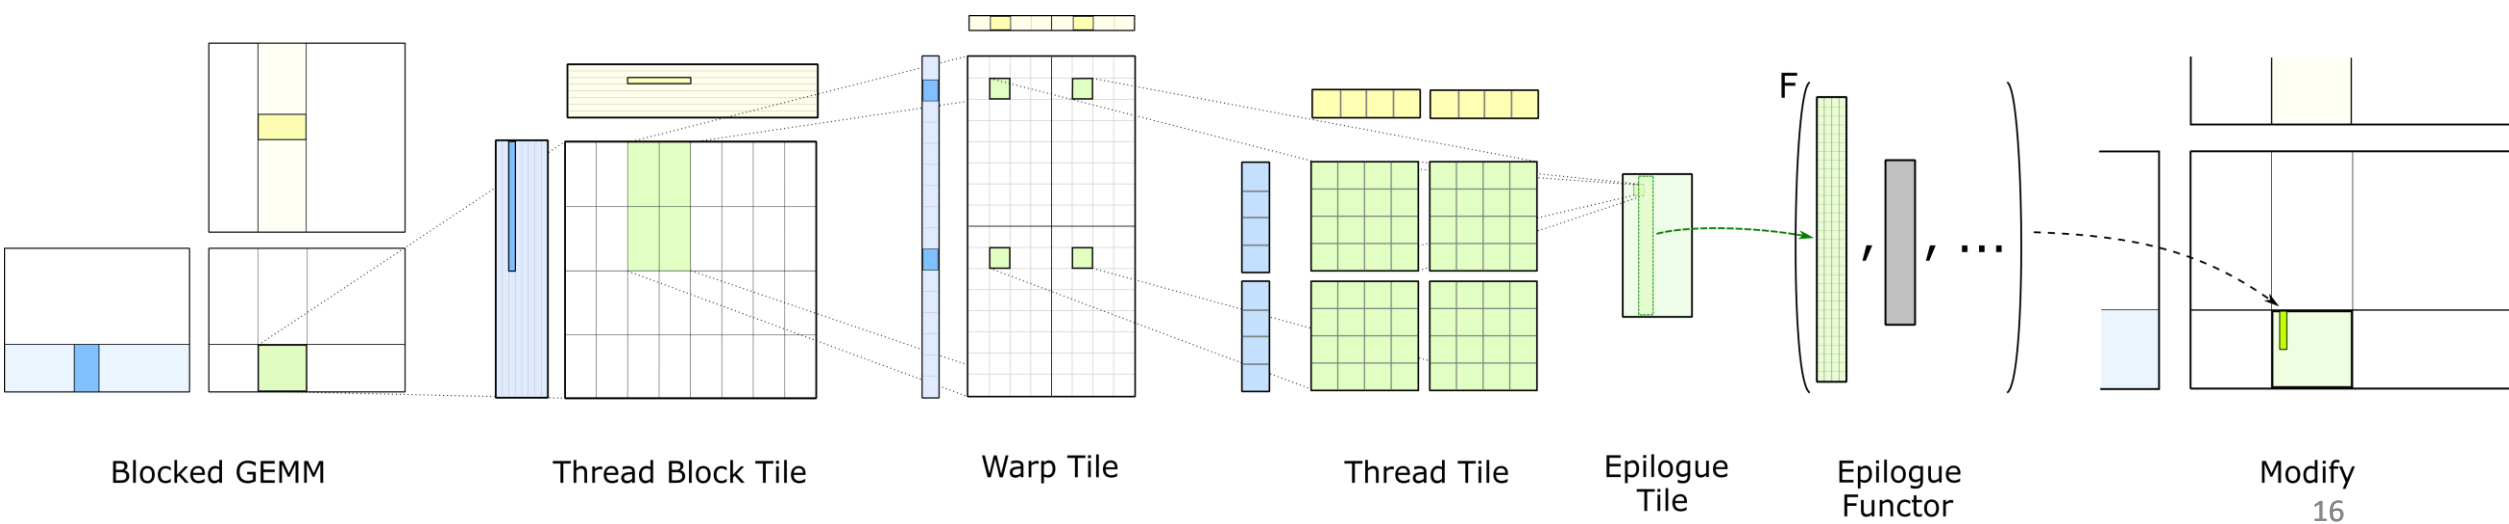 F
, , ...
Blocked GEMM
Thread Block Tile
Warp Tile
Thread Tile
Epilogue
Tile
Epilogue
Functor
Modify
16